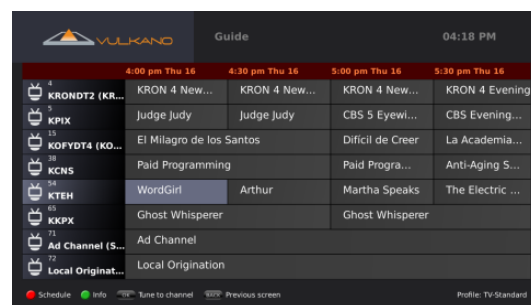 VULKANO Guide 04:18 PM
4:00 pm Thu 16 4:30 pm Thu 16 5:00 pm Thu 16 5:30 pm Thu 16
4
KRONDT2 (KR... KRON 4 New... KRON 4 New... KRON 4 New... KRON 4 Evening
5
KPIX Judge Judy Judge Judy CBS 5 Eyewi... CBS Evening...
15
KOFYDT4 (KO... El Milagro de los Santos Difícil de Creer La Academia...
38
KCNS Paid Programming Paid Progra... Anti-Aging S...
54
KTEH WordGirl Arthur Martha Speaks The Electric ...
65
KKPX Ghost Whisperer Ghost Whisperer
71
Ad Channel (S... Ad Channel
72
Local Originat... Local Origination
Schedule Info OK Tune to channel BACK Previous screen Profile: TV-Standard